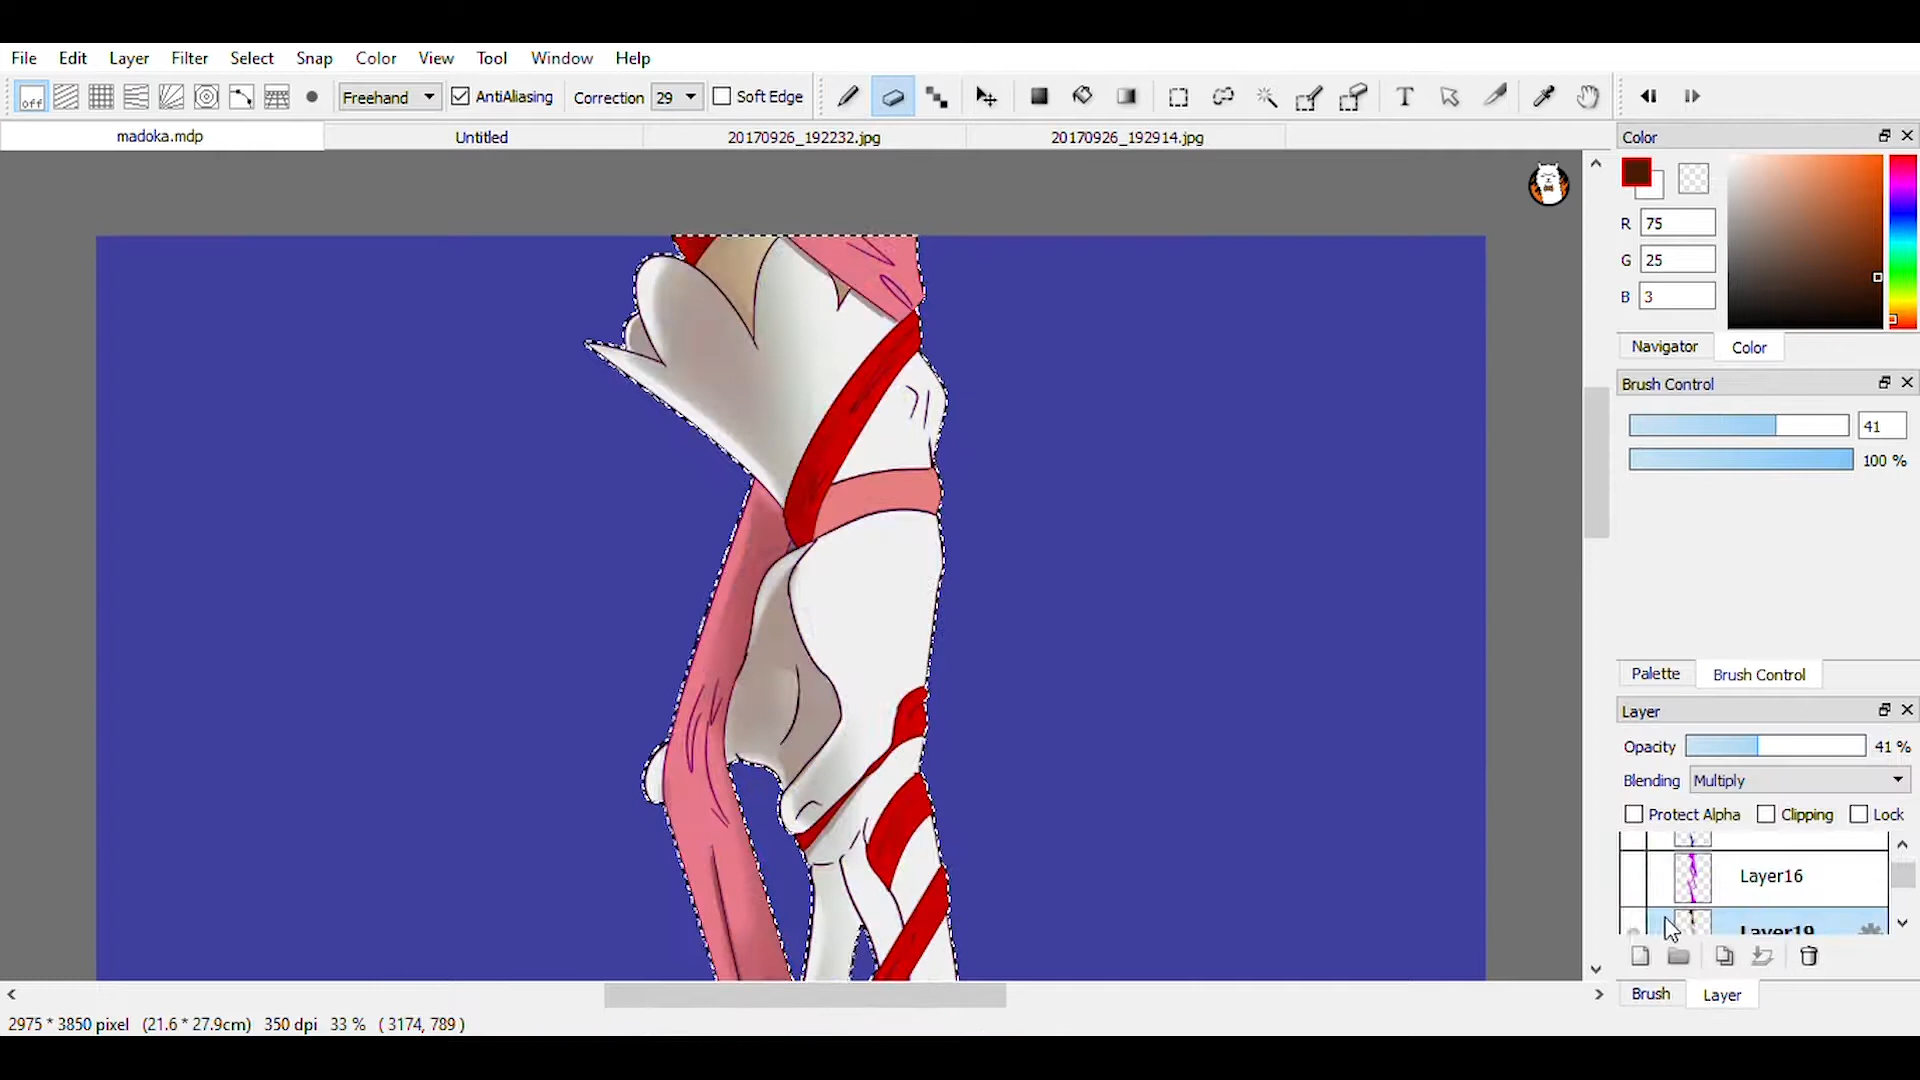 File Edit Layer Filter Select Snap Color View Tool Window Help
off Freehand AntiAliasing Correction 29 Soft Edge T
madoka.mdp Untitled 20170926_192232.jpg 20170926_192914.jpg
Color
R 75
G 25
B 3
Navigator Color
Brush Control
41
100 %
Palette Brush Control
Layer
Opacity 41 %
Blending Multiply
Protect Alpha Clipping Lock
Layer16
Layer19
Brush Layer
2975 * 3850 pixel (21.6 * 27.9cm) 350 dpi 33 % ( 3174, 789 )